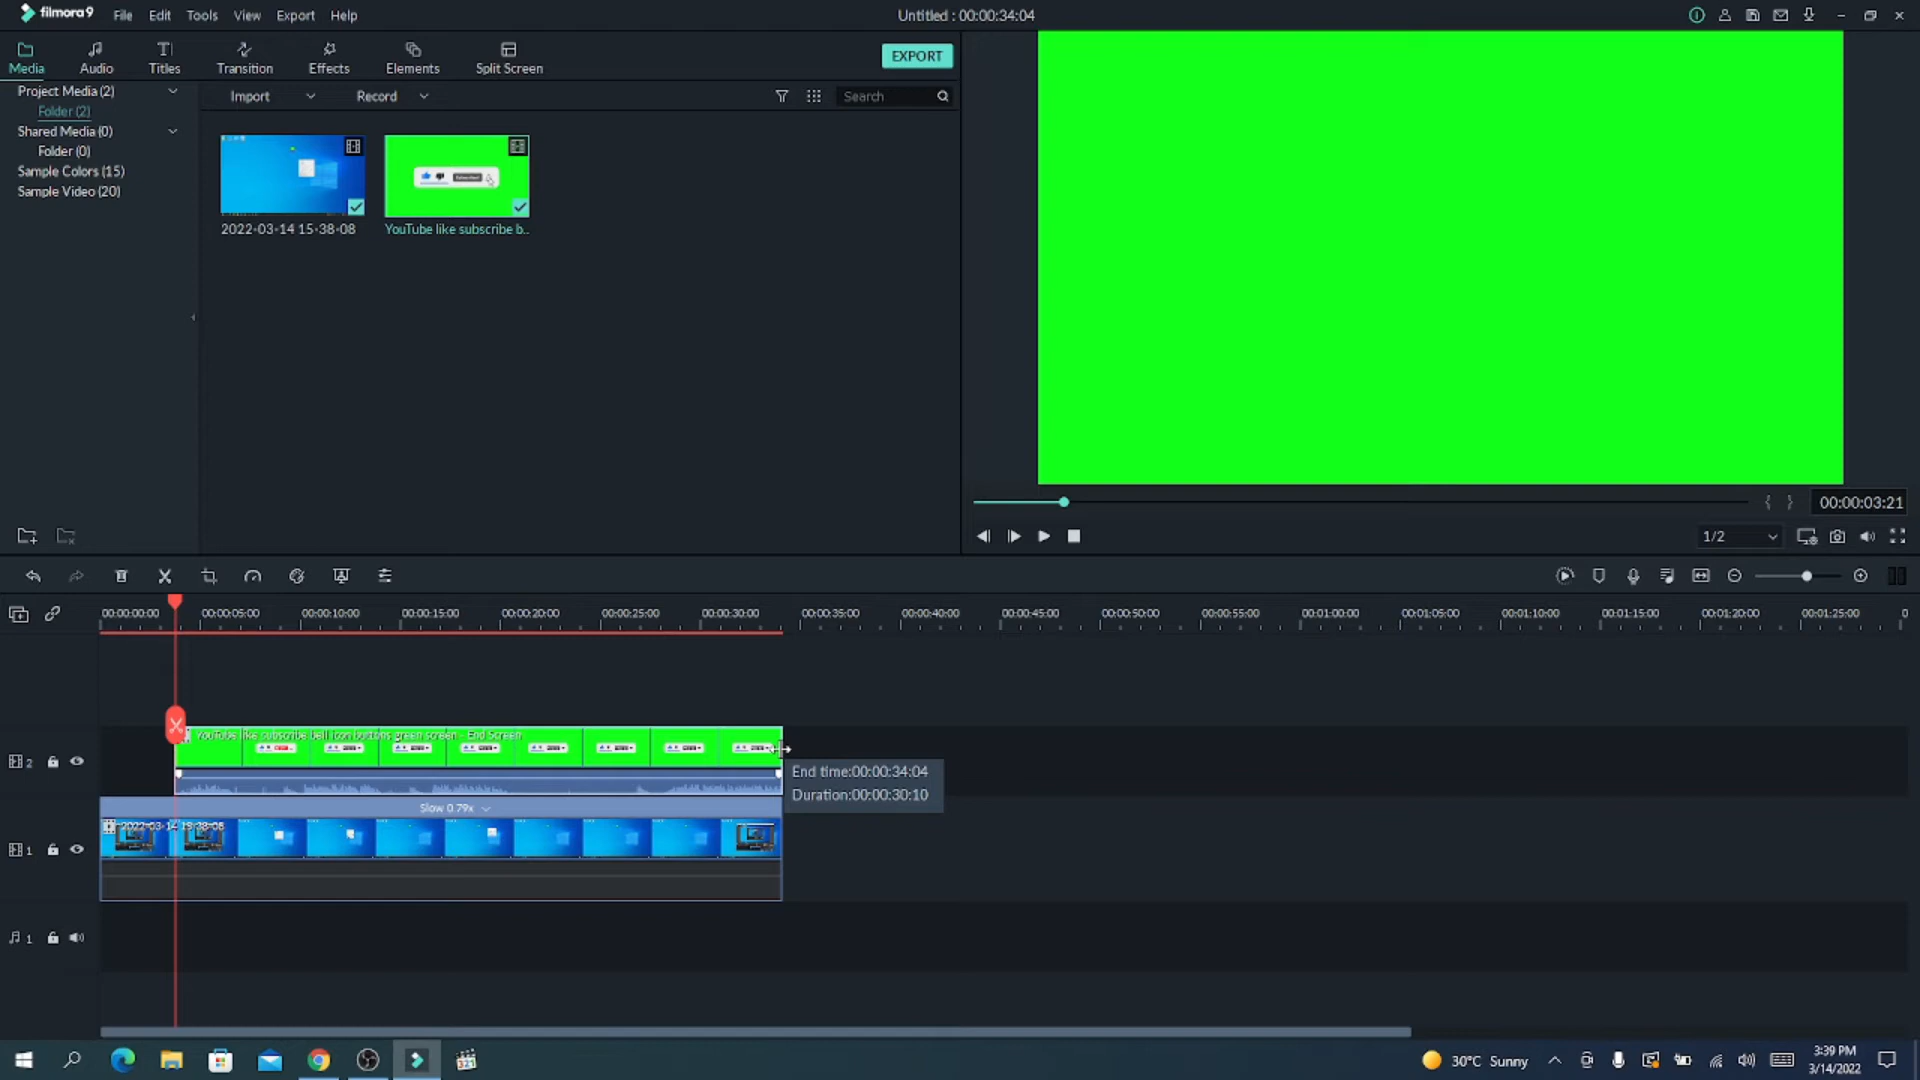 filmora9 File Edit Tools View Export Help Untitled : 00:00:34:04
Media Audio Titles Transition Effects Elements Split Screen EXPORT
Project Media (2)
Folder (2)
Shared Media (0)
Folder (0)
Sample Colors (15)
Sample Video (20)
Import Record Search
2022-03-14 15-38-08 YouTube like subscribe b..
00:00:03:21
1/2
00:00:00:00 00:00:05:00 00:00:10:00 00:00:15:00 00:00:20:00 00:00:25:00 00:00:30:00 00:00:35:00 00:00:40:00 00:00:45:00 00:00:50:00 00:00:55:00 00:01:00:00 00:01:05:00 00:01:10:00 00:01:15:00 00:01:20:00 00:01:25:00 0
YouTube like subscribe bell icon buttons green screen - End Screen
2
End time:00:00:34:04
Duration:00:00:30:10
Slow 0.79x
2022-03-14 15-38-08
1
1
30°C Sunny
3:39 PM
3/14/2022